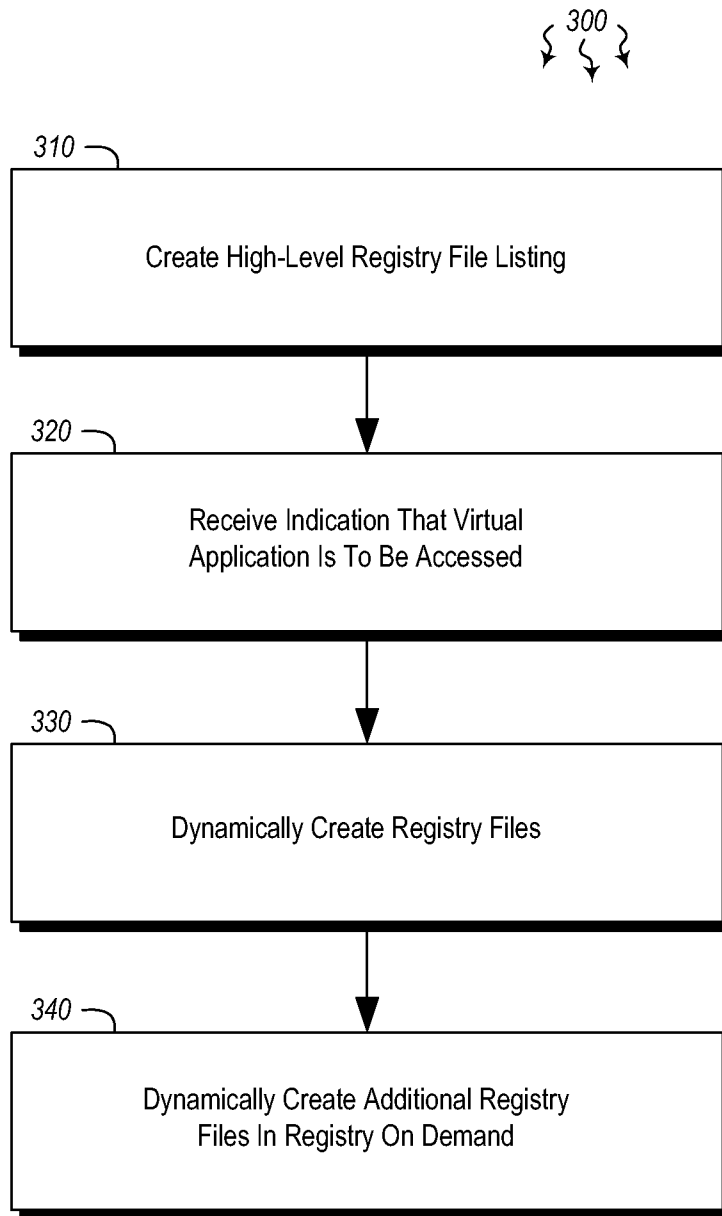 300
310
Create High-Level Registry File Listing
320
Receive Indication That Virtual
Application Is To Be Accessed
330
Dynamically Create Registry Files
340
Dynamically Create Additional Registry
Files In Registry On Demand